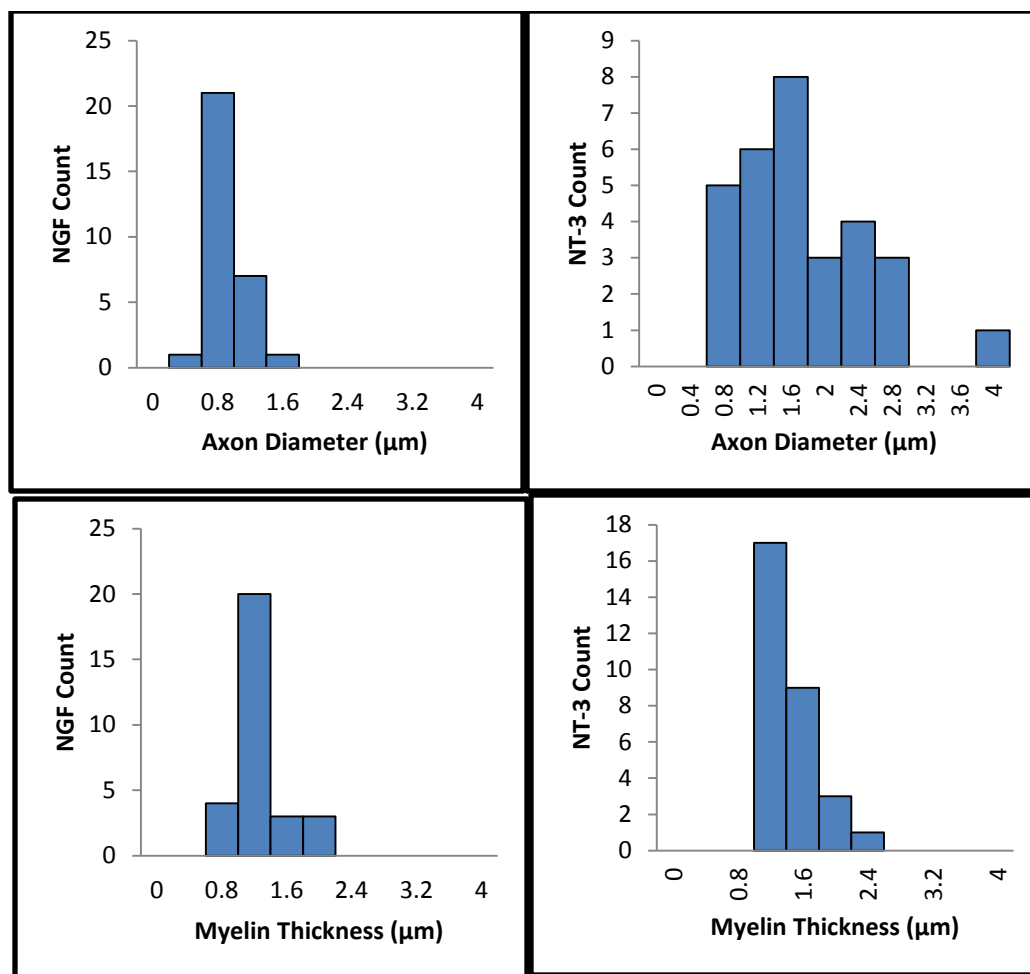 25
20
15
10
5
0
NGF Count
0 0.8 1.6 2.4 3.2 4
Axon Diameter (µm)
9
8
7
6
5
4
3
2
1
0
NT-3 Count
0 0.4 0.8 1.2 1.6 2 2.4 2.8 3.2 3.6 4
Axon Diameter (µm)
25
20
15
10
5
0
NGF Count
0 0.8 1.6 2.4 3.2 4
Myelin Thickness (µm)
18
16
14
12
10
8
6
4
2
0
NT-3 Count
0 0.8 1.6 2.4 3.2 4
Myelin Thickness (µm)